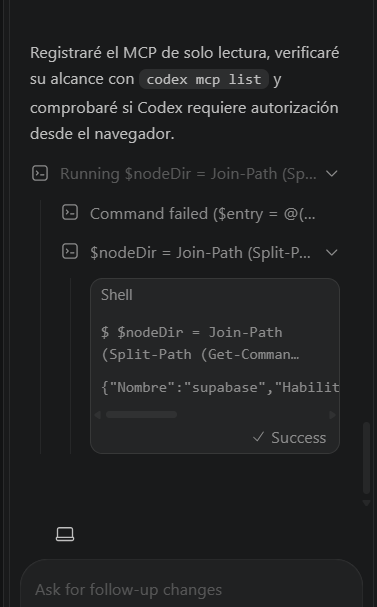 Registraré el MCP de solo lectura, verificaré
su alcance con codex mcp list y
comprobaré si Codex requiere autorización
desde el navegador.
Running $nodeDir = Join-Path (Sp...
Command failed ($entry = @(...
$nodeDir = Join-Path (Split-P...
Shell
$ $nodeDir = Join-Path
(Split-Path (Get-Comman…
{"Nombre":"supabase","Habilit
Success
Ask for follow-up changes